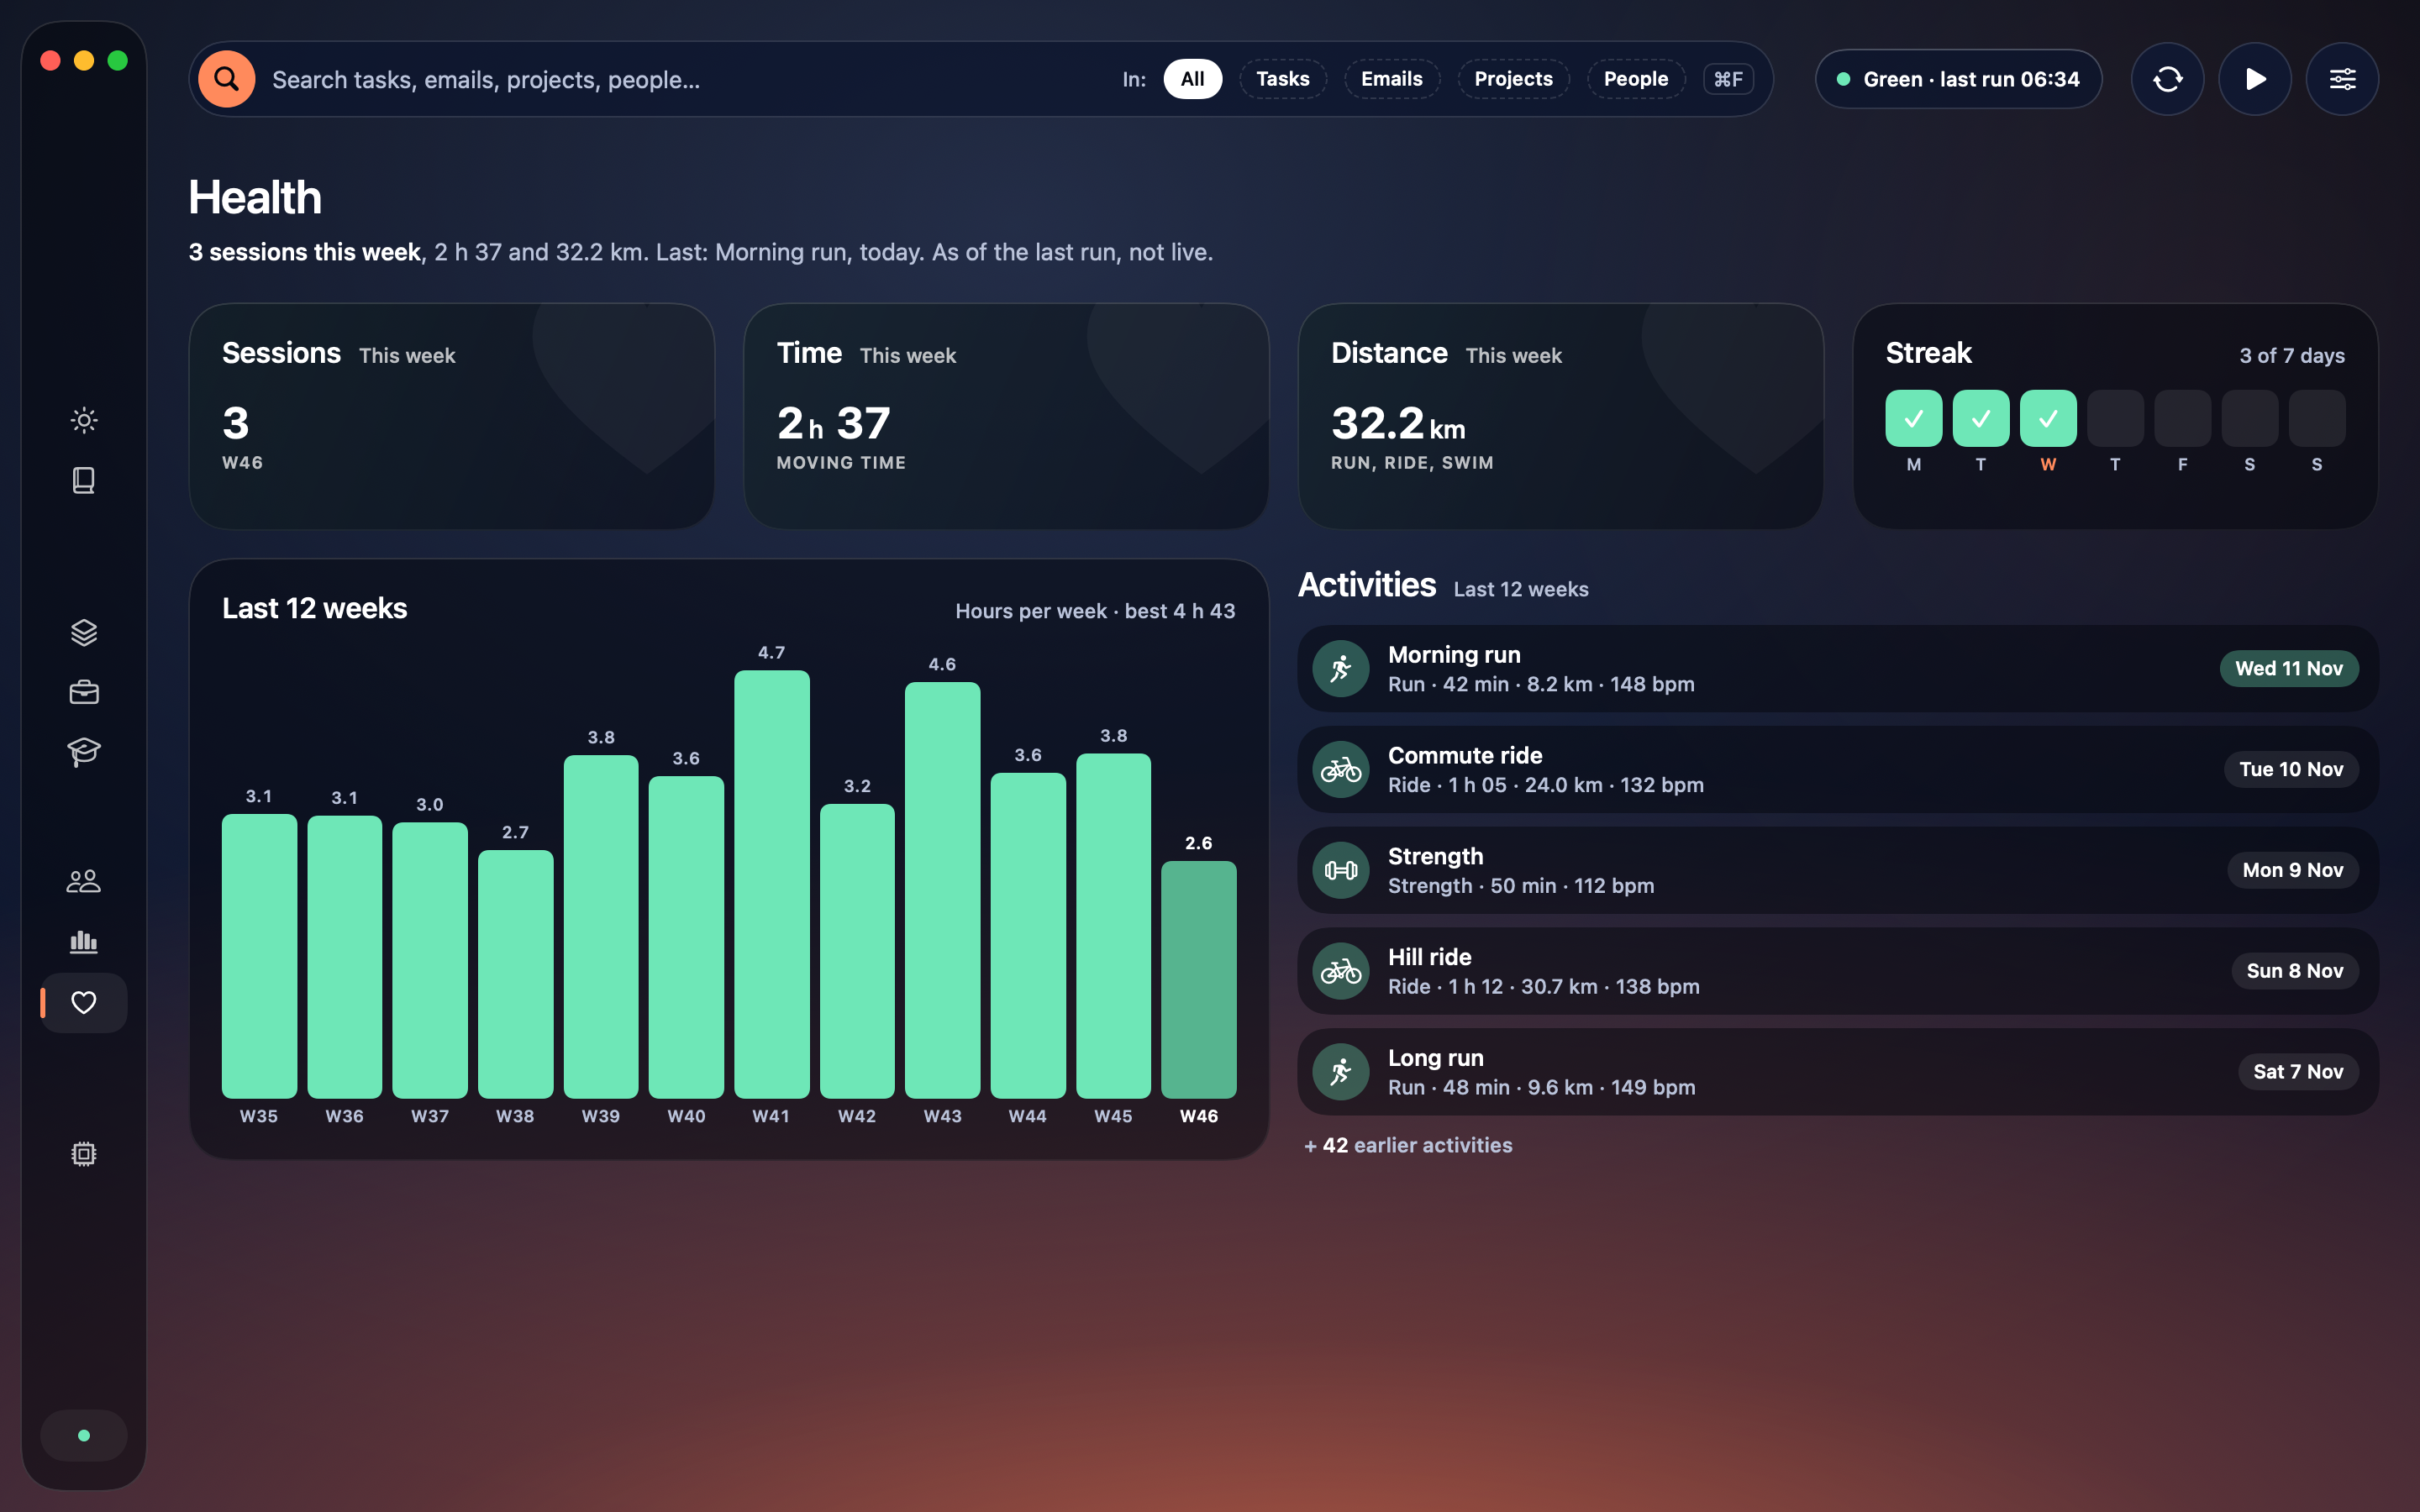 Search tasks, emails, projects, people...
In: All Tasks Emails Projects People ⌘F
Green · last run 06:34
Health
3 sessions this week, 2 h 37 and 32.2 km. Last: Morning run, today. As of the last run, not live.
Sessions This week
3
W46
Time This week
2 h 37
MOVING TIME
Distance This week
32.2 km
RUN, RIDE, SWIM
Streak 3 of 7 days
M T W T F S S
Last 12 weeks
Hours per week · best 4 h 43
3.1 3.1 3.0 2.7 3.8 3.6 4.7 3.2 4.6 3.6 3.8 2.6
W35 W36 W37 W38 W39 W40 W41 W42 W43 W44 W45 W46
Activities Last 12 weeks
Morning run
Run · 42 min · 8.2 km · 148 bpm
Wed 11 Nov
Commute ride
Ride · 1 h 05 · 24.0 km · 132 bpm
Tue 10 Nov
Strength
Strength · 50 min · 112 bpm
Mon 9 Nov
Hill ride
Ride · 1 h 12 · 30.7 km · 138 bpm
Sun 8 Nov
Long run
Run · 48 min · 9.6 km · 149 bpm
Sat 7 Nov
+ 42 earlier activities